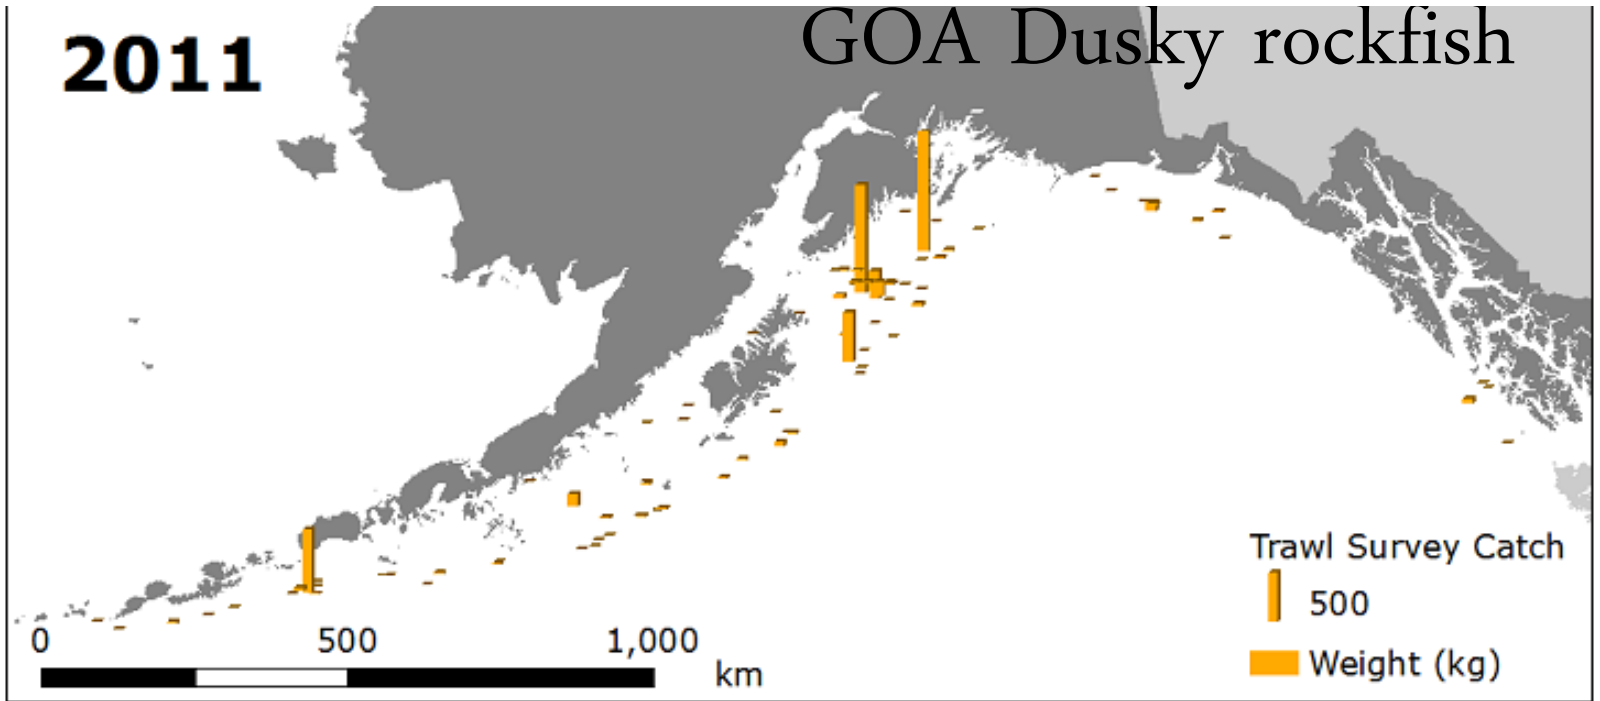 2011
GOA Dusky rockfish
Trawl Survey Catch
500
Weight (kg)
0 500 1,000
km